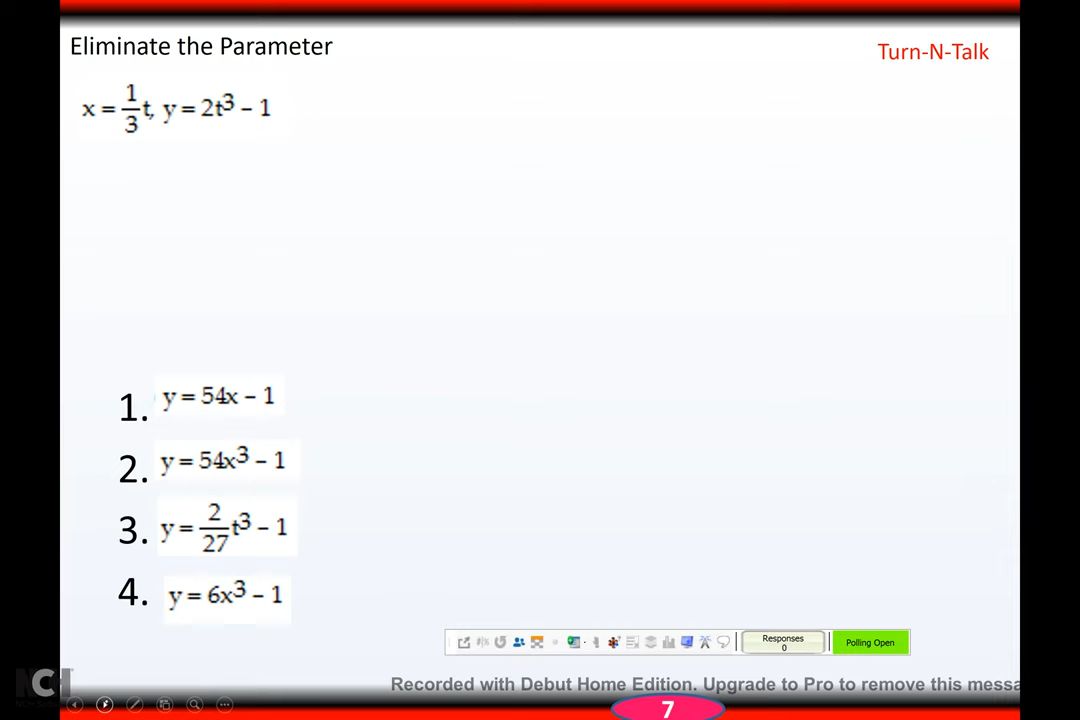 Eliminate the Parameter
Turn-N-Talk
x = 1/3 t, y = 2t³ − 1
1. y = 54x − 1
2. y = 54x³ − 1
3. y = 2/27 t³ − 1
4. y = 6x³ − 1
Responses
0
Polling Open
Recorded with Debut Home Edition. Upgrade to Pro to remove this messa
NCH
7